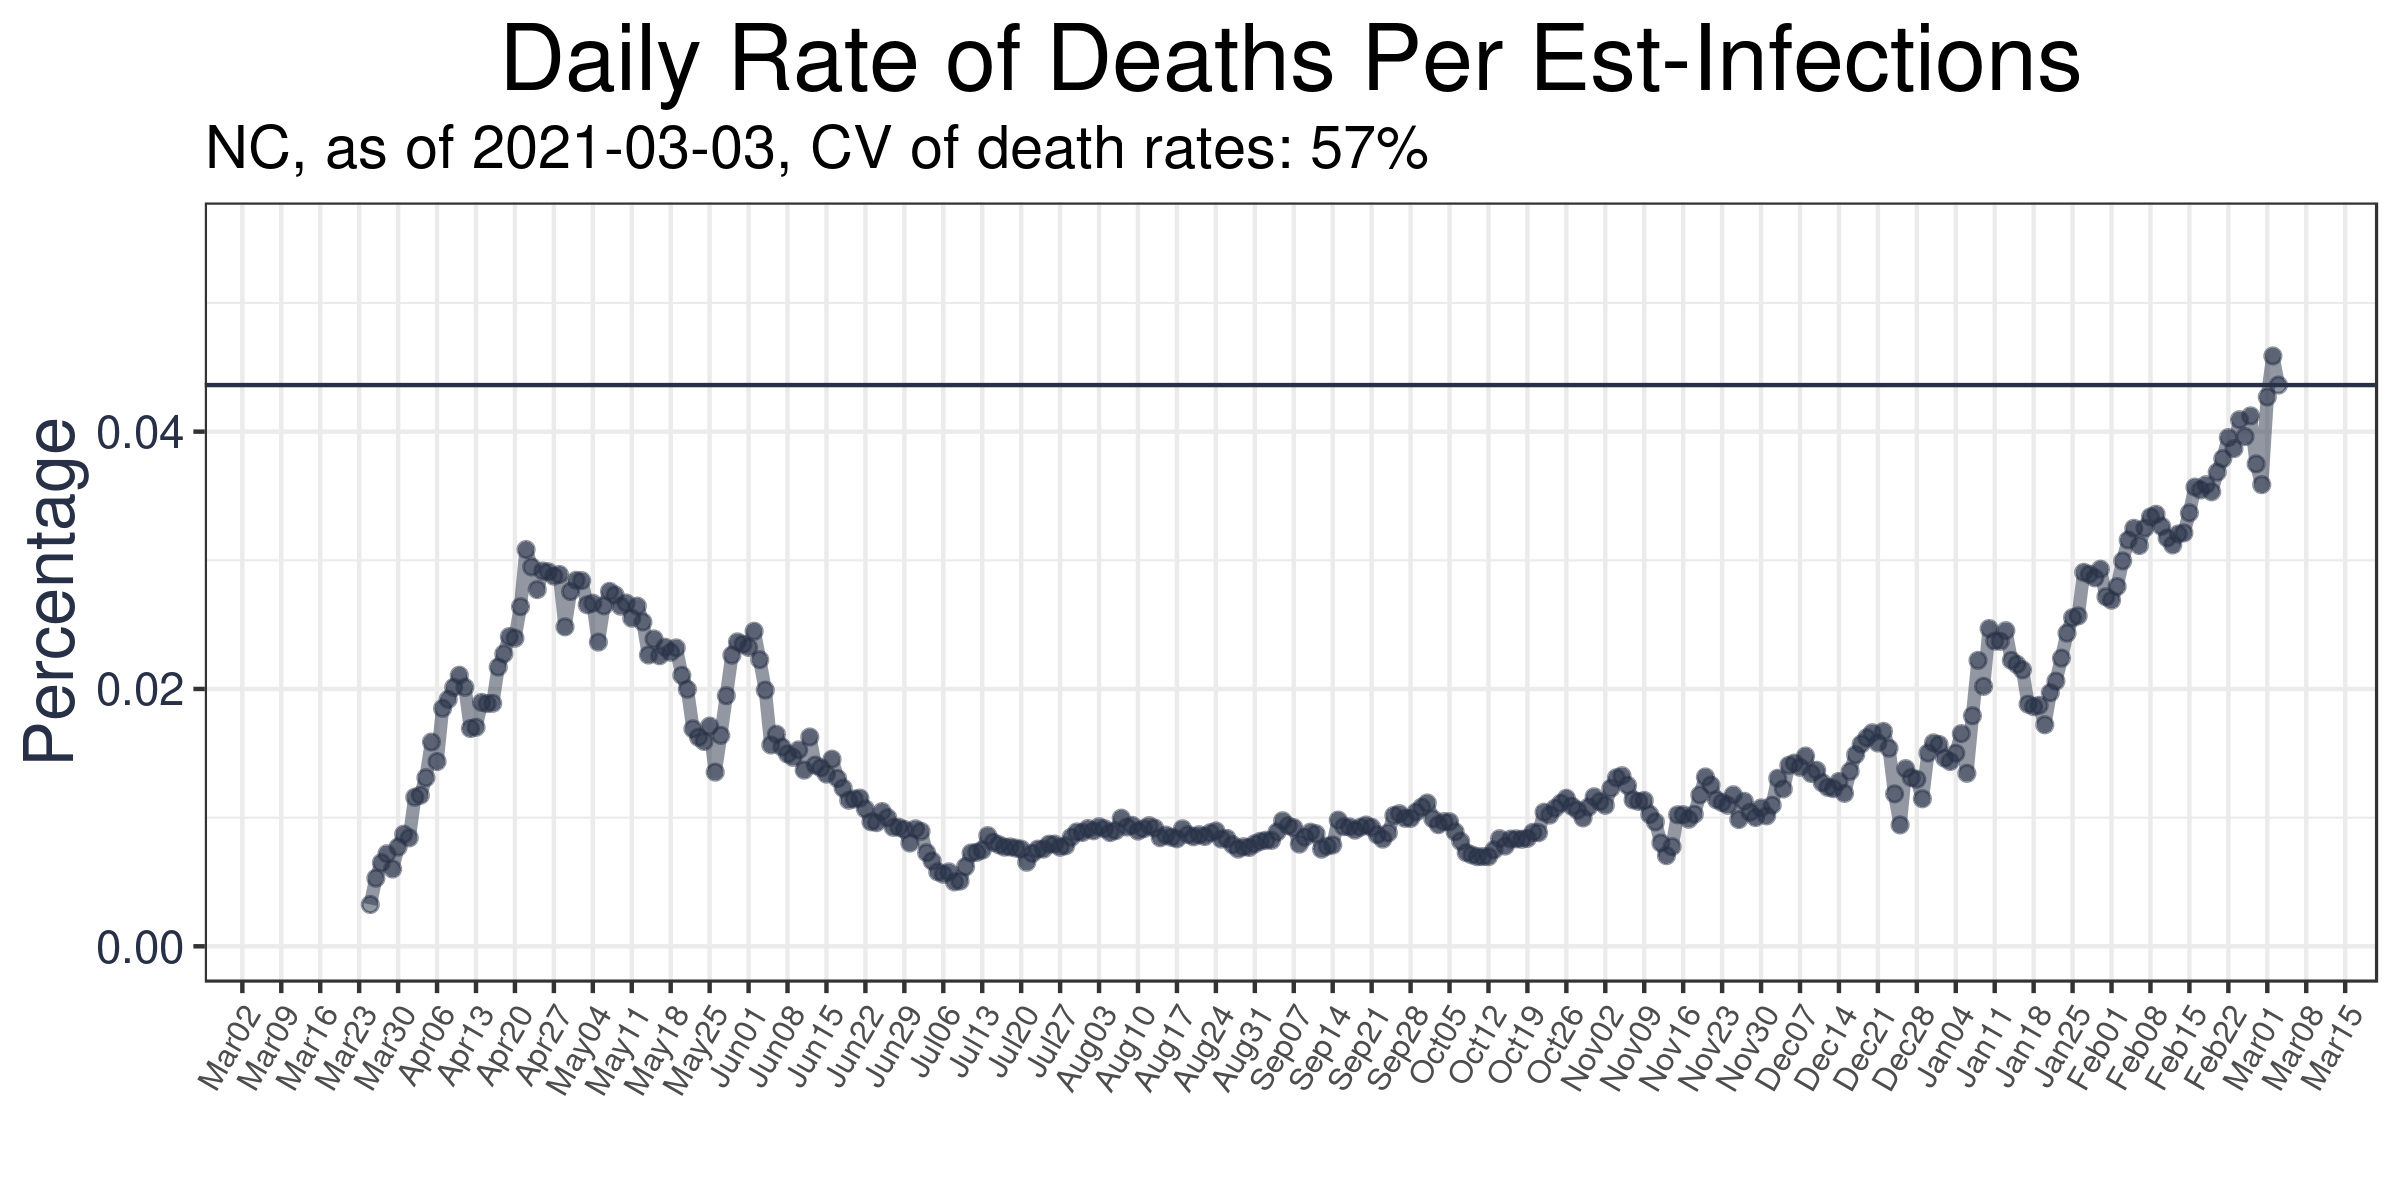 Daily Rate of Deaths Per Est-Infections
NC, as of 2021-03-03, CV of death rates: 57%
Percentage
0.04
0.02
0.00
Mar02
Mar09
Mar16
Mar23
Mar30
Apr06
Apr13
Apr20
Apr27
May04
May11
May18
May25
Jun01
Jun08
Jun15
Jun22
Jun29
Jul06
Jul13
Jul20
Jul27
Aug03
Aug10
Aug17
Aug24
Aug31
Sep07
Sep14
Sep21
Sep28
Oct05
Oct12
Oct19
Oct26
Nov02
Nov09
Nov16
Nov23
Nov30
Dec07
Dec14
Dec21
Dec28
Jan04
Jan11
Jan18
Jan25
Feb01
Feb08
Feb15
Feb22
Mar01
Mar08
Mar15